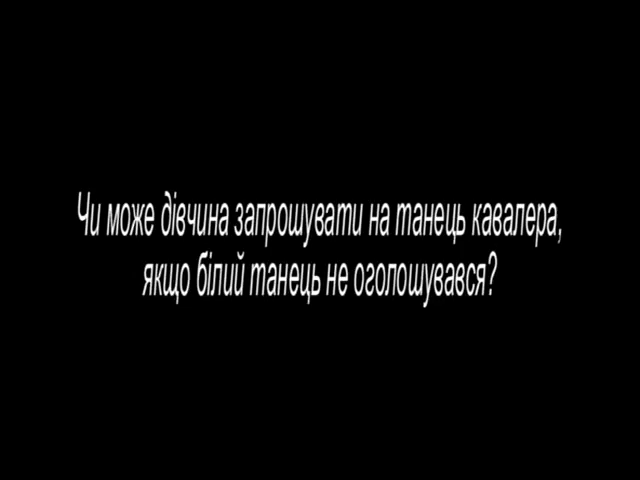 Чи може дівчина запрошувати на танець кавалера,
якщо білий танець не оголошувався?